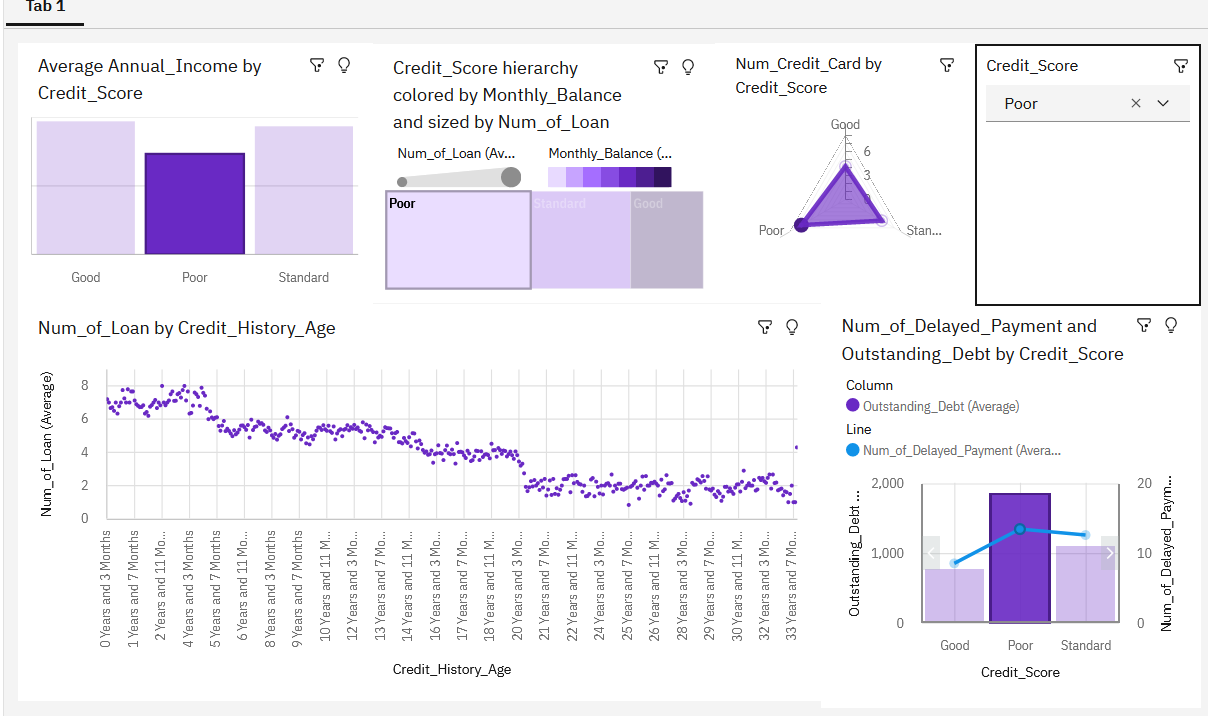 Tab 1
Average Annual_Income by
Credit_Score
Good
Poor
Standard
Credit_Score hierarchy
colored by Monthly_Balance
and sized by Num_of_Loan
Num_of_Loan (Av...
Monthly_Balance (...
Poor
Standard
Good
Num_Credit_Card by
Credit_Score
Good
6
3
Poor
Stan...
Credit_Score
Poor
Num_of_Loan by Credit_History_Age
Num_of_Loan (Average)
8
6
4
2
0
0 Years and 3 Months
1 Years and 7 Months
2 Years and 11 Mo...
4 Years and 3 Months
5 Years and 7 Months
6 Years and 11 Mo...
8 Years and 3 Months
9 Years and 7 Months
10 Years and 11 M...
12 Years and 3 Mo...
13 Years and 7 Mo...
14 Years and 11 M...
16 Years and 3 Mo...
17 Years and 7 Mo...
18 Years and 11 M...
20 Years and 3 Mo...
21 Years and 7 Mo...
22 Years and 11 M...
24 Years and 3 Mo...
25 Years and 7 Mo...
26 Years and 11 M...
28 Years and 3 Mo...
29 Years and 7 Mo...
30 Years and 11 M...
32 Years and 3 Mo...
33 Years and 7 Mo...
Credit_History_Age
Num_of_Delayed_Payment and
Outstanding_Debt by Credit_Score
Column
Outstanding_Debt (Average)
Line
Num_of_Delayed_Payment (Avera...
Outstanding_Debt ...
2,000
1,000
0
20
10
0
Num_of_Delayed_Paym...
Good
Poor
Standard
Credit_Score